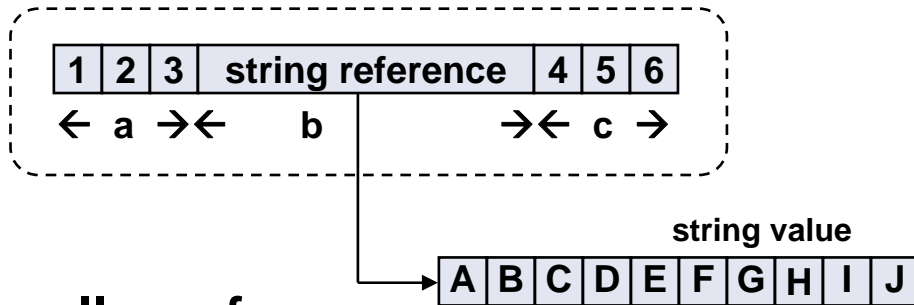 1 2 3 string reference 4 5 6
← a →← b →← c →
string value
A B C D E F G H I J